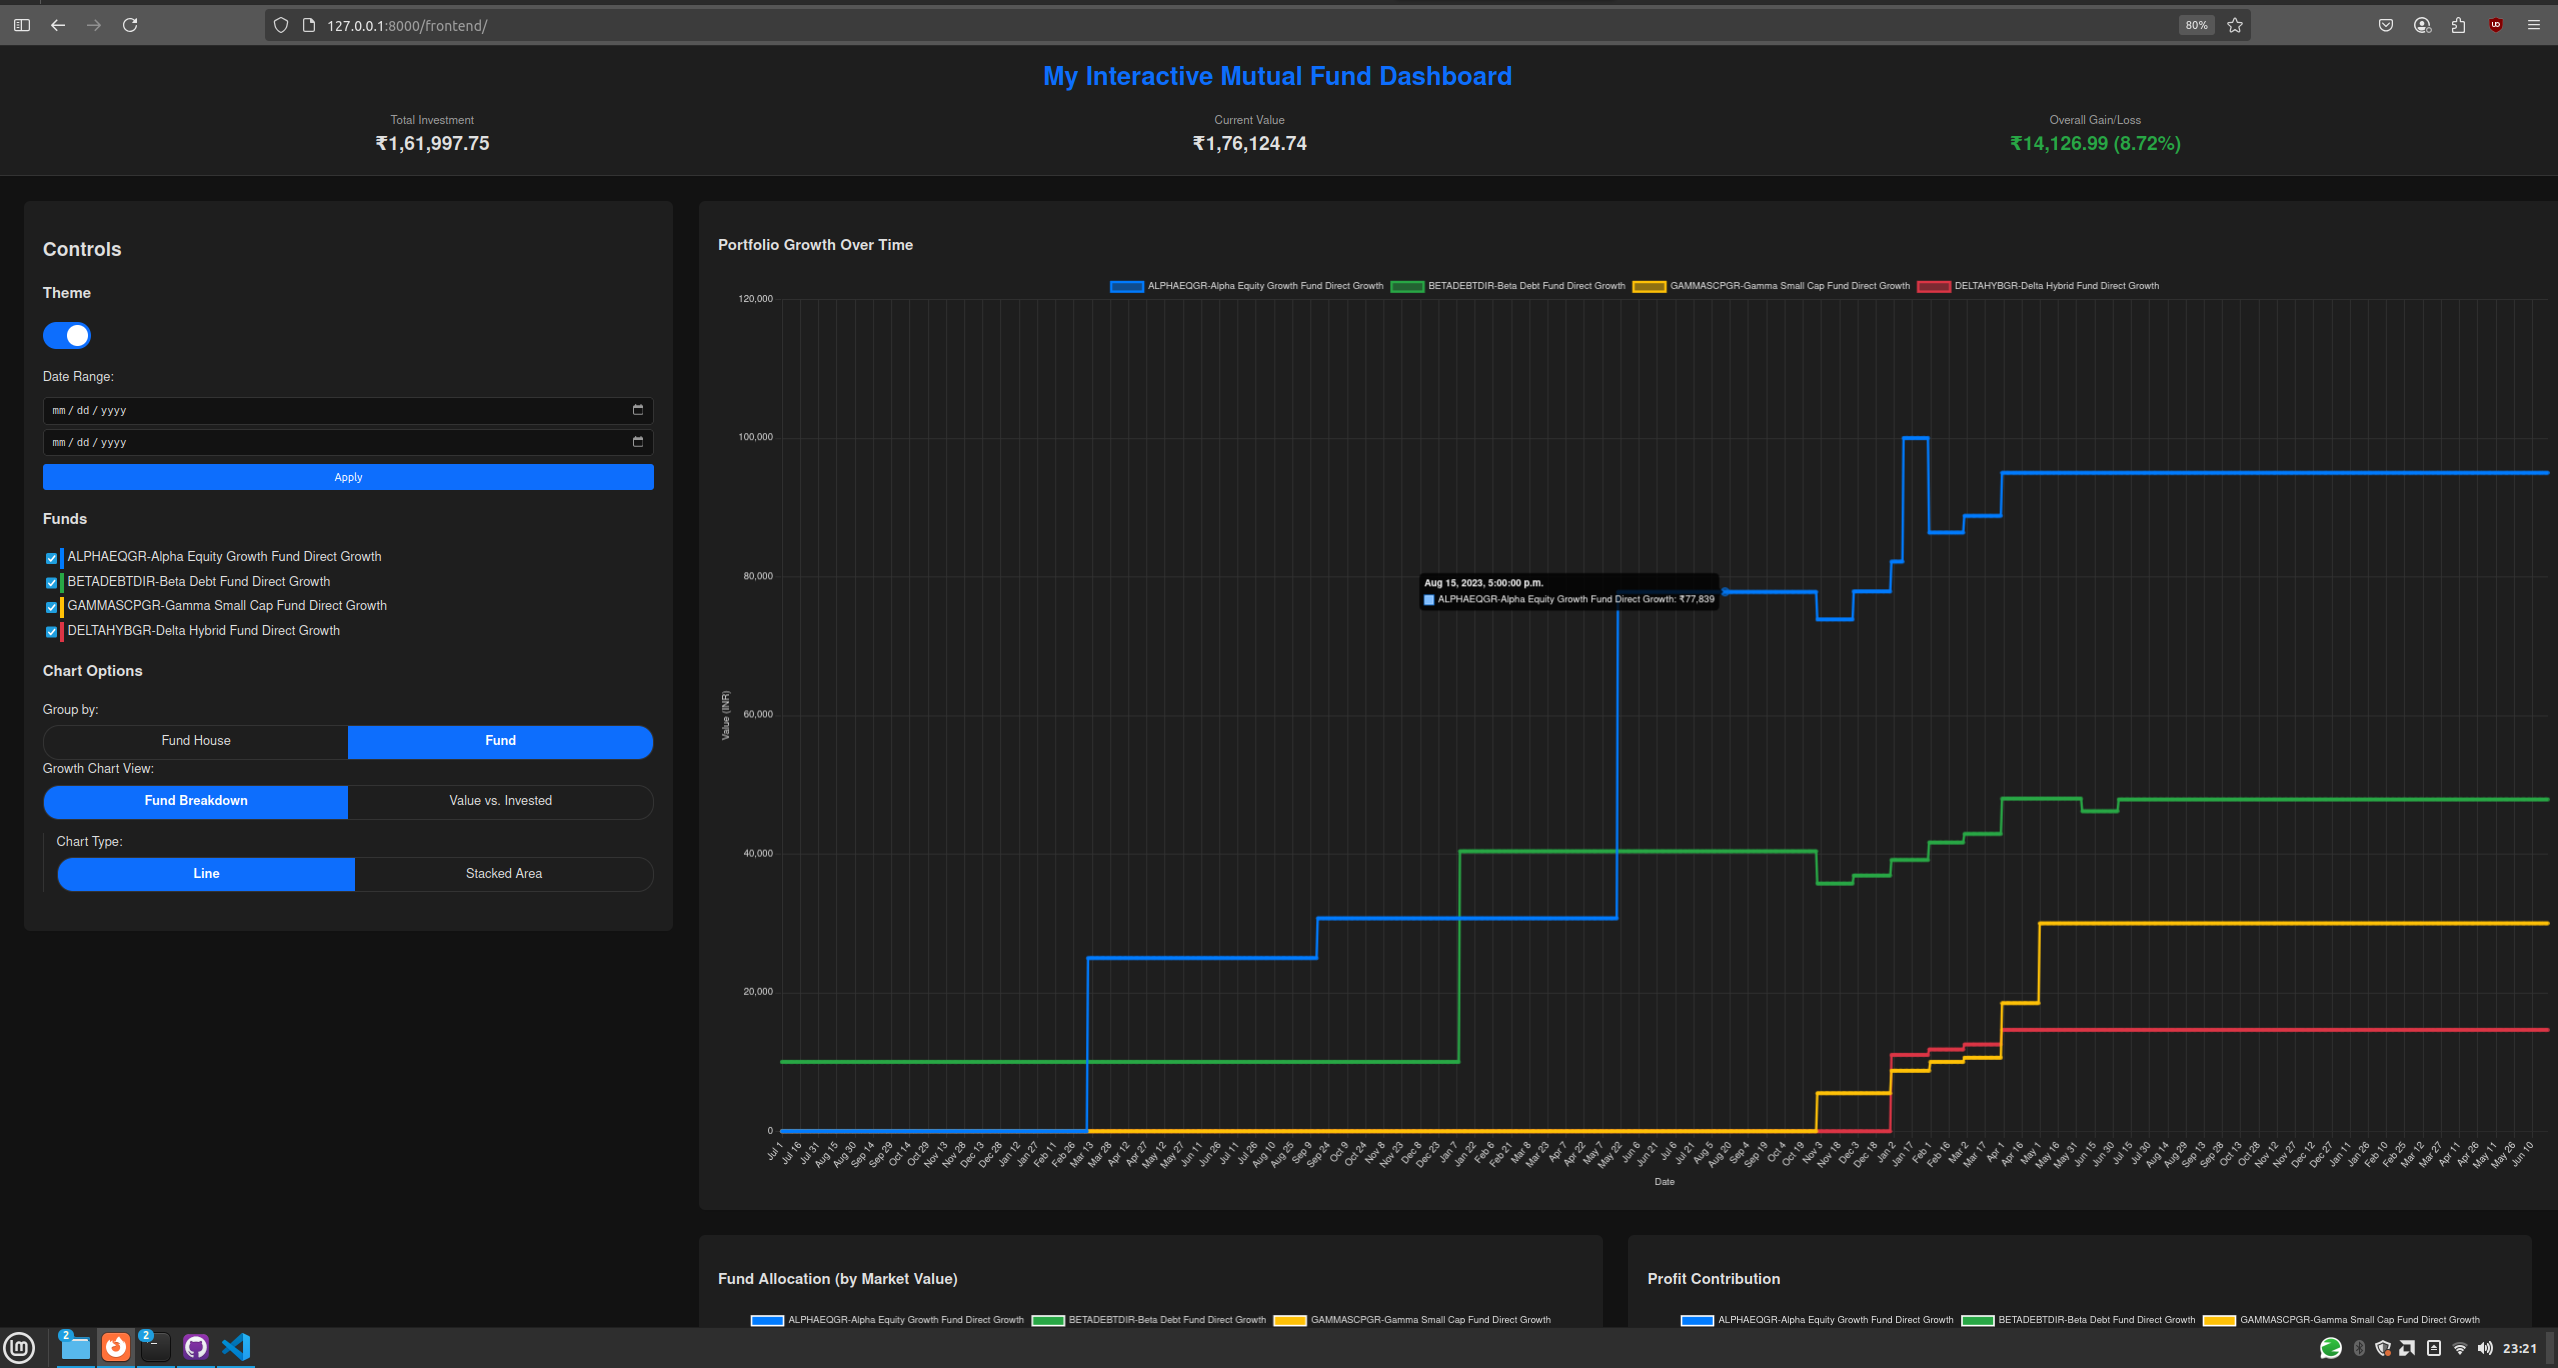 127.0.0.1:8000/frontend/
80%
My Interactive Mutual Fund Dashboard
Total Investment
₹1,61,997.75
Current Value
₹1,76,124.74
Overall Gain/Loss
₹14,126.99 (8.72%)
Controls
Theme
Date Range:
mm / dd / yyyy
mm / dd / yyyy
Apply
Funds
ALPHAEQGR-Alpha Equity Growth Fund Direct Growth
BETADEBTDIR-Beta Debt Fund Direct Growth
GAMMASCPGR-Gamma Small Cap Fund Direct Growth
DELTAHYBGR-Delta Hybrid Fund Direct Growth
Chart Options
Group by:
Fund House Fund
Growth Chart View:
Fund Breakdown Value vs. Invested
Chart Type:
Line Stacked Area
Portfolio Growth Over Time
ALPHAEQGR-Alpha Equity Growth Fund Direct Growth BETADEBTDIR-Beta Debt Fund Direct Growth GAMMASCPGR-Gamma Small Cap Fund Direct Growth DELTAHYBGR-Delta Hybrid Fund Direct Growth
120,000
100,000
80,000
Aug 15, 2023, 5:00:00 p.m.
ALPHAEQGR-Alpha Equity Growth Fund Direct Growth: ₹77,839
Value (INR)
60,000
40,000
20,000
0
Jul 1 Jul 16 Jul 31 Aug 15 Aug 30 Sep 14 Sep 29 Oct 14 Oct 29 Nov 13 Nov 28 Dec 13 Dec 28 Jan 12 Jan 27 Feb 11 Feb 26 Mar 13 Mar 28 Apr 12 Apr 27 May 12 May 27 Jun 11 Jun 26 Jul 11 Jul 26 Aug 10 Aug 25 Sep 9 Sep 24 Oct 9 Oct 24 Nov 8 Nov 23 Dec 8 Dec 23 Jan 7 Jan 22 Feb 6 Feb 21 Mar 8 Mar 23 Apr 7 Apr 22 May 7 May 22 Jun 6 Jun 21 Jul 6 Jul 21 Aug 5 Aug 20 Sep 4 Sep 19 Oct 4 Oct 19 Nov 3 Nov 18 Dec 3 Dec 18 Jan 2 Jan 17 Feb 1 Feb 16 Mar 2 Mar 17 Apr 1 Apr 16 May 1 May 16 May 31 Jun 15 Jun 30 Jul 15 Jul 30 Aug 14 Aug 29 Sep 13 Sep 28 Oct 13 Oct 28 Nov 12 Nov 27 Dec 12 Dec 27 Jan 11 Jan 26 Feb 10 Feb 25 Mar 12 Mar 27 Apr 11 Apr 26 May 11 May 26 Jun 10
Date
Fund Allocation (by Market Value)
ALPHAEQGR-Alpha Equity Growth Fund Direct Growth BETADEBTDIR-Beta Debt Fund Direct Growth GAMMASCPGR-Gamma Small Cap Fund Direct Growth
Profit Contribution
ALPHAEQGR-Alpha Equity Growth Fund Direct Growth BETADEBTDIR-Beta Debt Fund Direct Growth GAMMASCPGR-Gamma Small Cap Fund Direct Growth
2
2
23:21